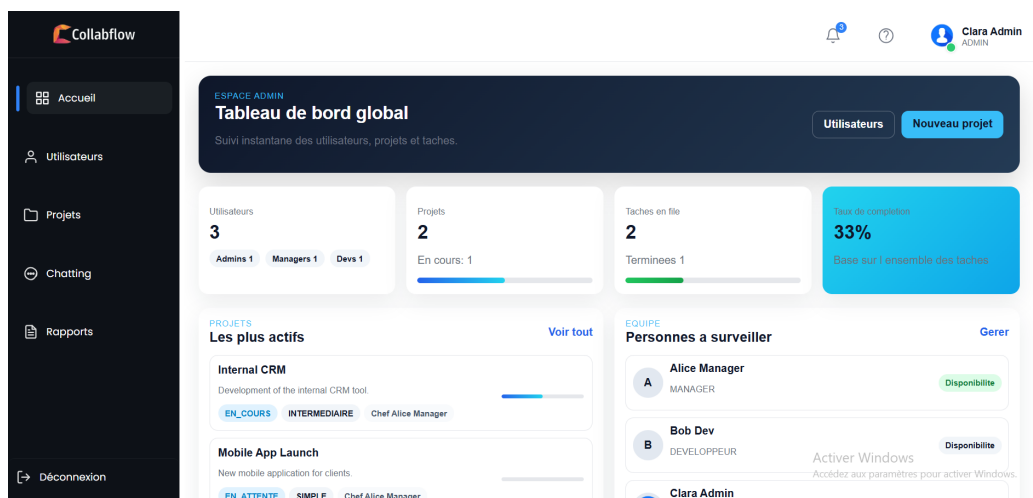 Collabflow
3
Clara Admin
ADMIN
Accueil
Utilisateurs
Projets
Chatting
Rapports
Déconnexion
ESPACE ADMIN
Tableau de bord global
Suivi instantane des utilisateurs, projets et taches.
Utilisateurs
Nouveau projet
Utilisateurs
3
Admins 1 Managers 1 Devs 1
Projets
2
En cours: 1
Taches en file
2
Terminees 1
Taux de completion
33%
Base sur l ensemble des taches
PROJETS
Les plus actifs
Voir tout
Internal CRM
Development of the internal CRM tool.
EN_COURS INTERMEDIAIRE Chef Alice Manager
Mobile App Launch
New mobile application for clients.
EN_ATTENTE SIMPLE Chef Alice Manager
EQUIPE
Personnes a surveiller
Gerer
A
Alice Manager
MANAGER
Disponibilite
B
Bob Dev
DEVELOPPEUR
Disponibilite
Clara Admin
Activer Windows
Accédez aux paramètres pour activer Windows.